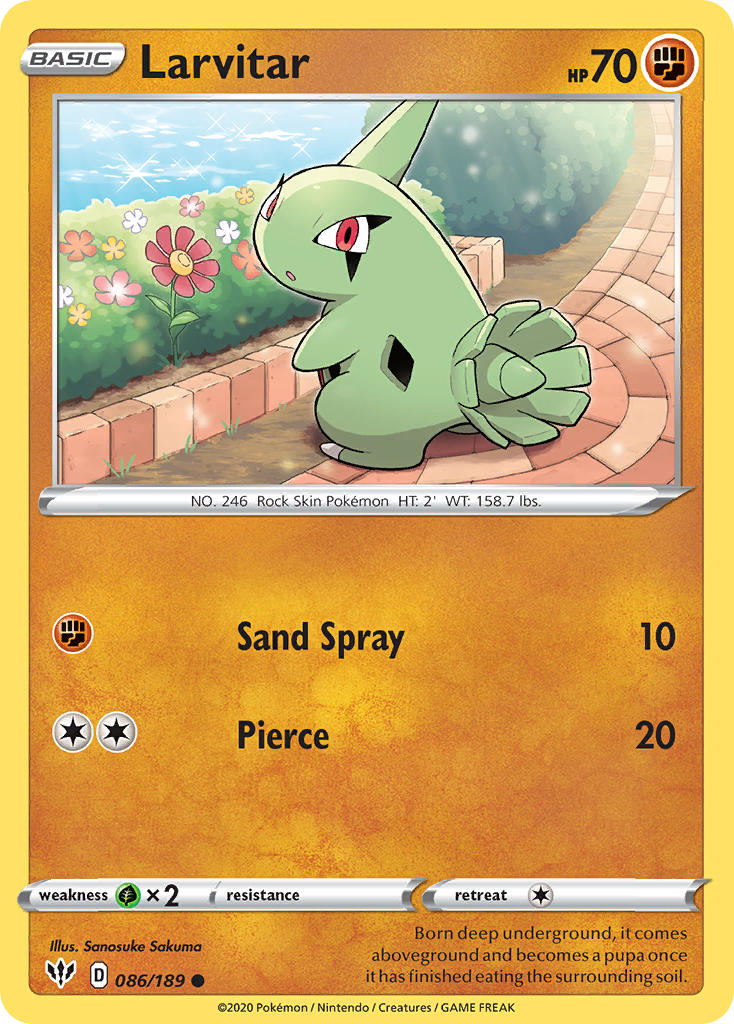 BASIC Larvitar HP 70
NO. 246 Rock Skin Pokémon HT: 2' WT: 158.7 lbs.
Sand Spray 10
Pierce 20
weakness ×2 resistance retreat
Illus. Sanosuke Sakuma
D 086/189
Born deep underground, it comes
aboveground and becomes a pupa once
it has finished eating the surrounding soil.
©2020 Pokémon / Nintendo / Creatures / GAME FREAK